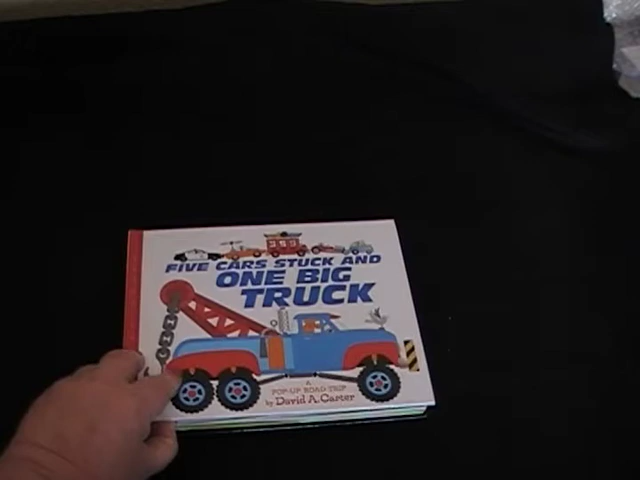 FIVE CARS STUCK AND
ONE BIG
TRUCK
A
POP-UP ROAD TRIP
by David A. Carter